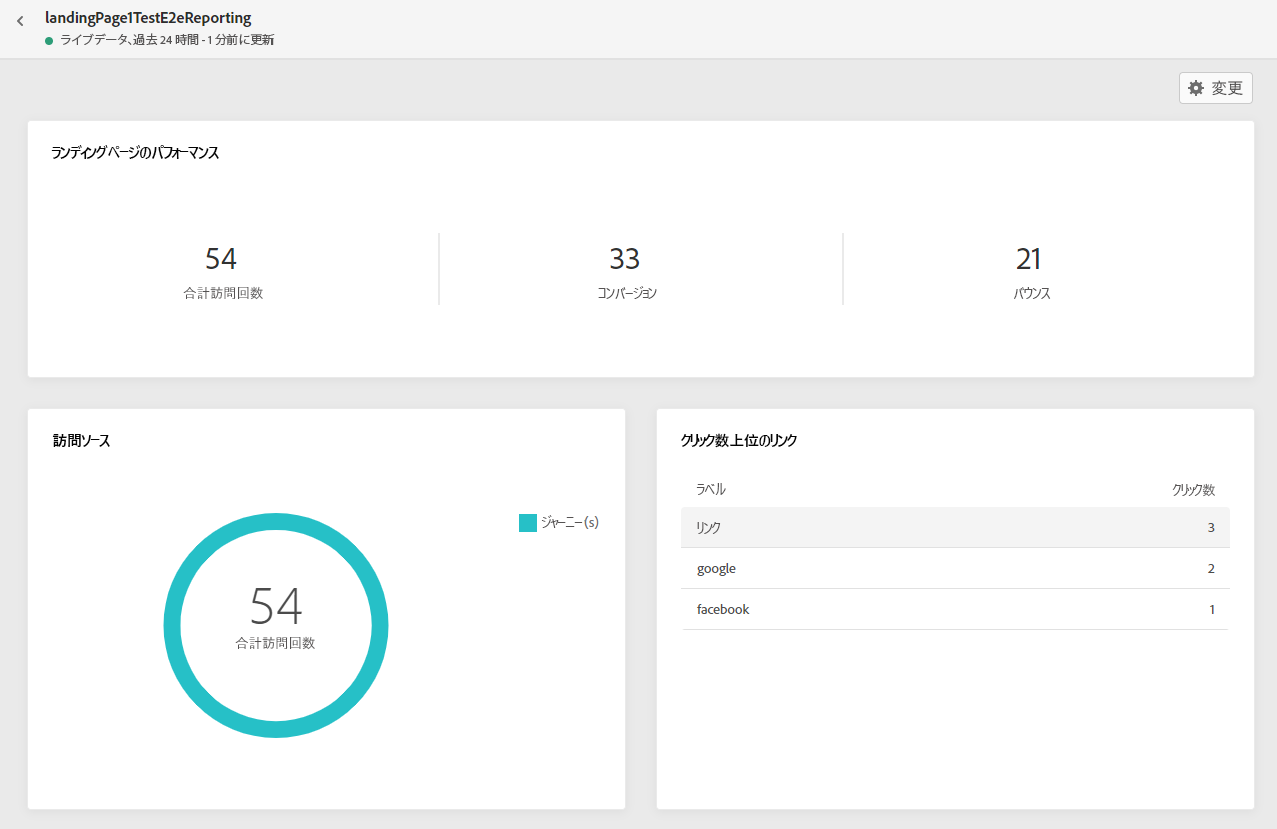 landingPage1TestE2eReporting
ライブデータ、過去 24 時間 - 1 分前に更新
変更
ランディングページのパフォーマンス
54
合計訪問回数
33
コンバージョン
21
バウンス
訪問ソース
ジャーニー(s)
54
合計訪問回数
クリック数上位のリンク
ラベル クリック数
リンク 3
google 2
facebook 1